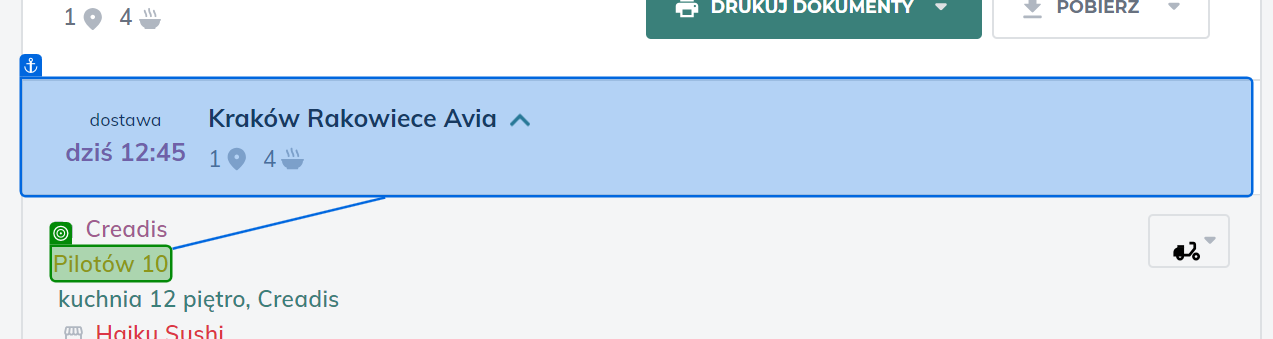 1 4
DRUKUJ DOKUMENTY
POBIERZ
dostawa
Kraków Rakowiece Avia
dziś 12:45
1 4
Creadis
Pilotów 10
kuchnia 12 piętro, Creadis
Haiku Sushi